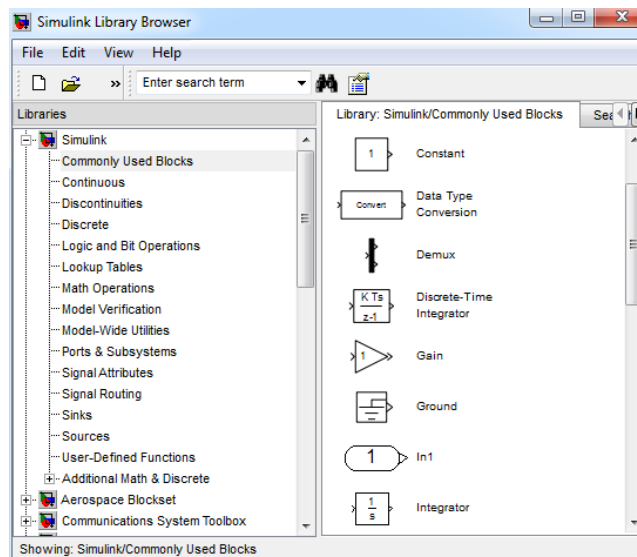 Simulink Library Browser
File Edit View Help
» Enter search term
Libraries
Library: Simulink/Commonly Used Blocks
Simulink
Commonly Used Blocks
Continuous
Discontinuities
Discrete
Logic and Bit Operations
Lookup Tables
Math Operations
Model Verification
Model-Wide Utilities
Ports & Subsystems
Signal Attributes
Signal Routing
Sinks
Sources
User-Defined Functions
Additional Math & Discrete
Aerospace Blockset
Communications System Toolbox
1 Constant
Convert Data Type
Conversion
Demux
K Ts
z-1
Discrete-Time
Integrator
1 Gain
Ground
1 In1
1
s
Integrator
Showing: Simulink/Commonly Used Blocks